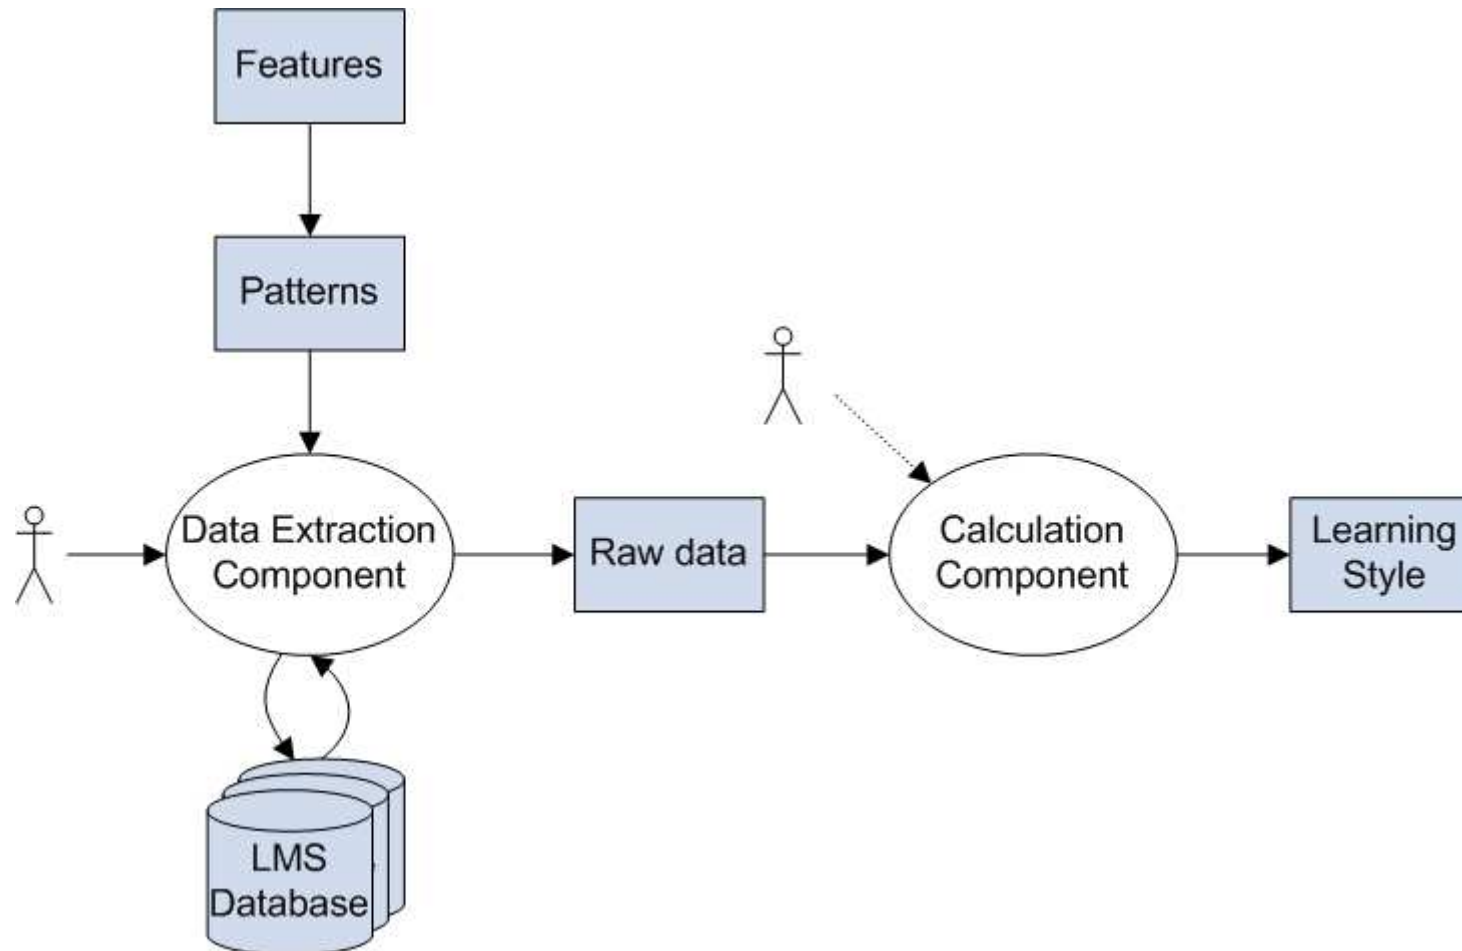 Features
Patterns
Data Extraction
Component
Raw data
Calculation
Component
Learning
Style
LMS
Database